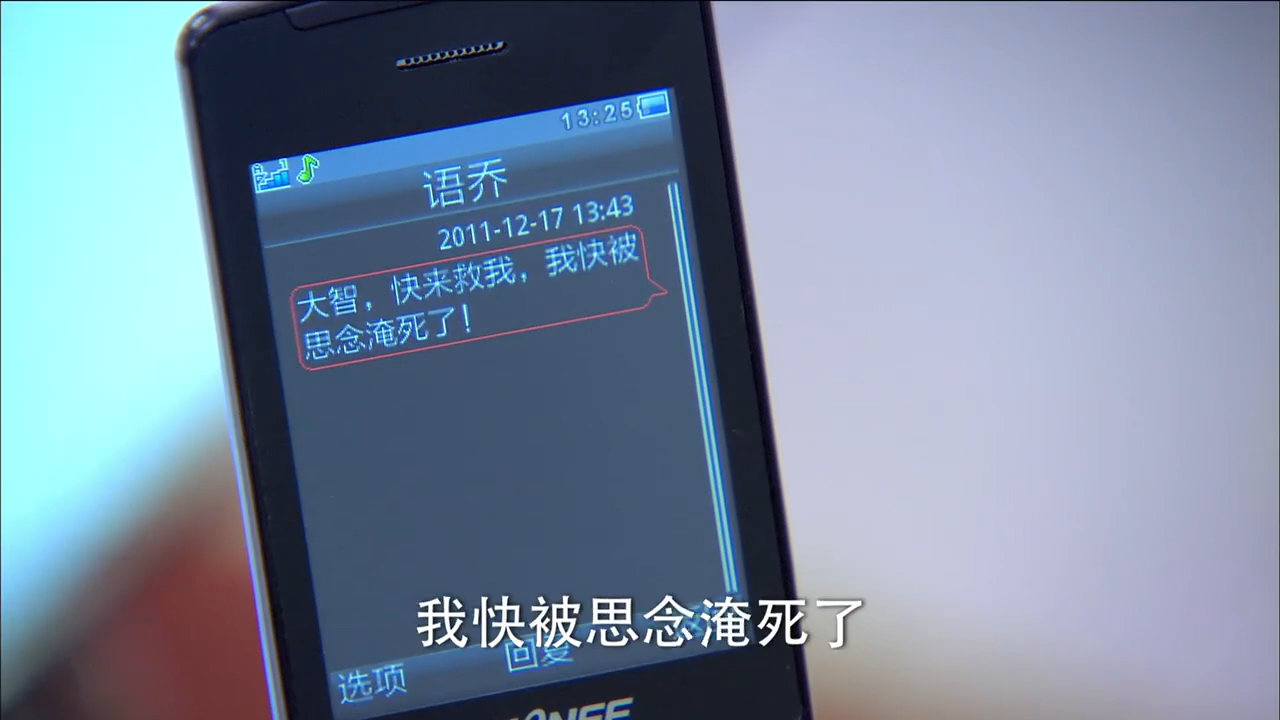 13:25
语乔
2011-12-17 13:43
大智，快来救我，我快被
思念淹死了！
我快被思念淹死了
选项
回复